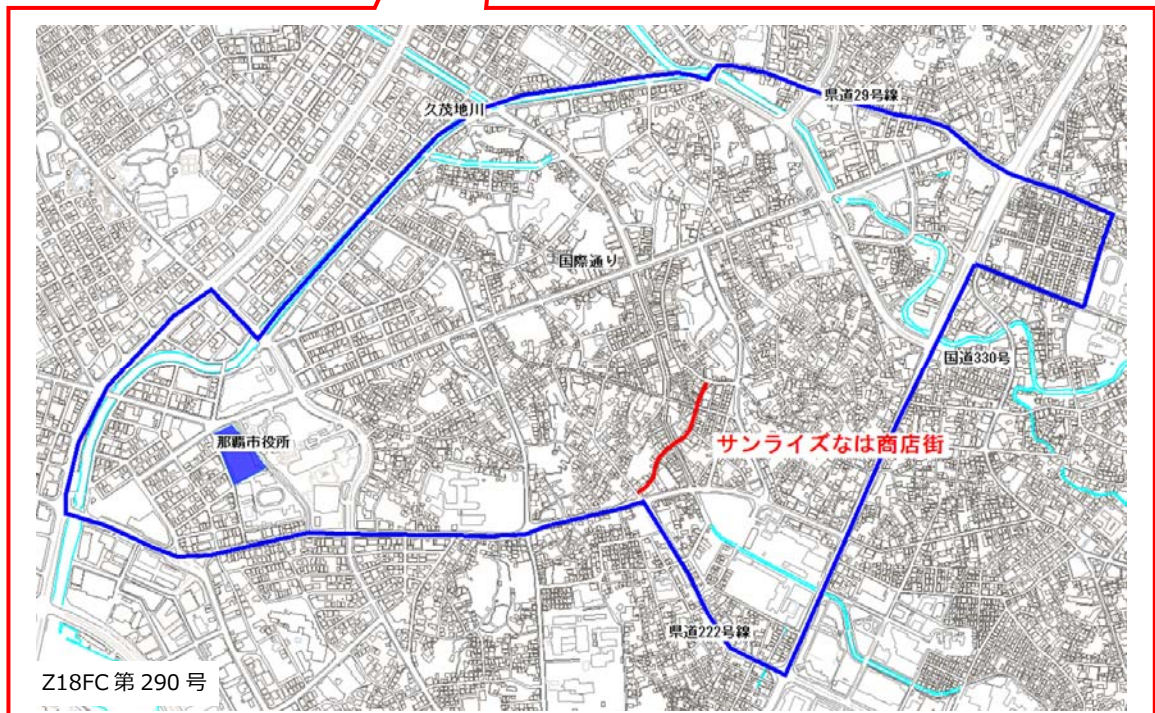 県道29号線
久茂地川
国際通り
国道330号
那覇市役所
サンライズなは商店街
県道222号線
Z18FC 第 290 号